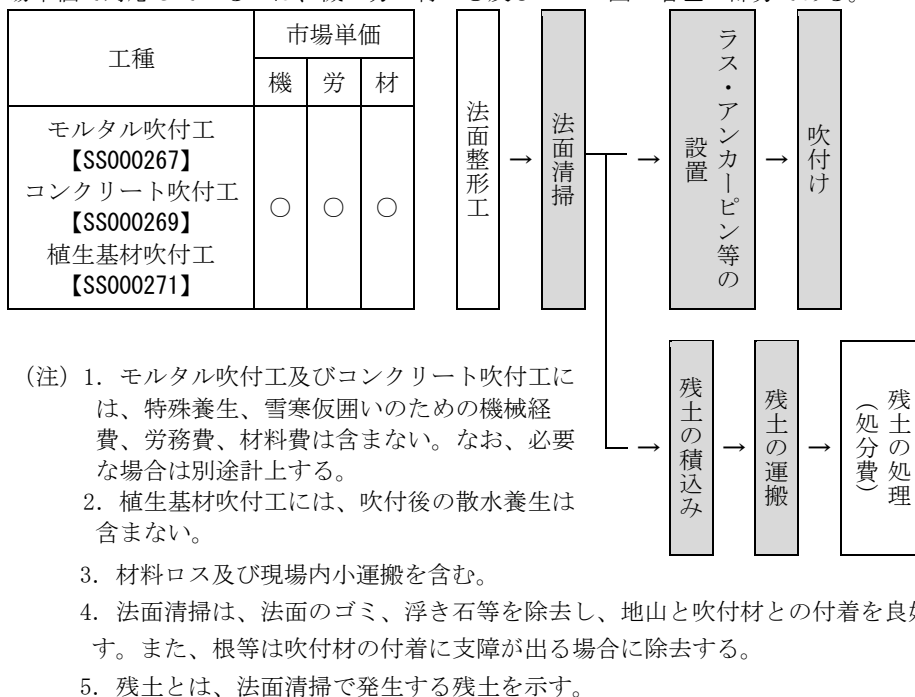 工種
市場単価
機 労 材
モルタル吹付工
【SS000267】
コンクリート吹付工
【SS000269】
植生基材吹付工
【SS000271】
○ ○ ○
法面整形工
→
法面清掃
→
ラス・アンカーピン等の
設置
→
吹付け
→
残土の積込み
→
残土の運搬
→
残土の処理
(処分費)
(注) 1. モルタル吹付工及びコンクリート吹付工に
は、特殊養生、雪寒仮囲いのための機械経
費、労務費、材料費は含まない。なお、必要
な場合は別途計上する。
2. 植生基材吹付工には、吹付後の散水養生は
含まない。
3. 材料ロス及び現場内小運搬を含む。
4. 法面清掃は、法面のゴミ、浮き石等を除去し、地山と吹付材との付着を良
す。また、根等は吹付材の付着に支障が出る場合に除去する。
5. 残土とは、法面清掃で発生する残土を示す。